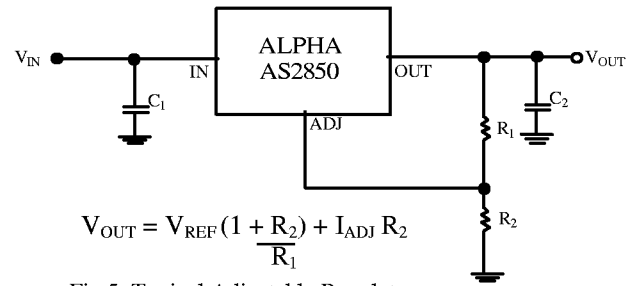 ALPHA
AS2850
V_IN
IN
OUT
V_OUT
C_1
C_2
ADJ
R_1
R_2
V_OUT = V_REF (1 + R_2) + I_ADJ R_2
R_1